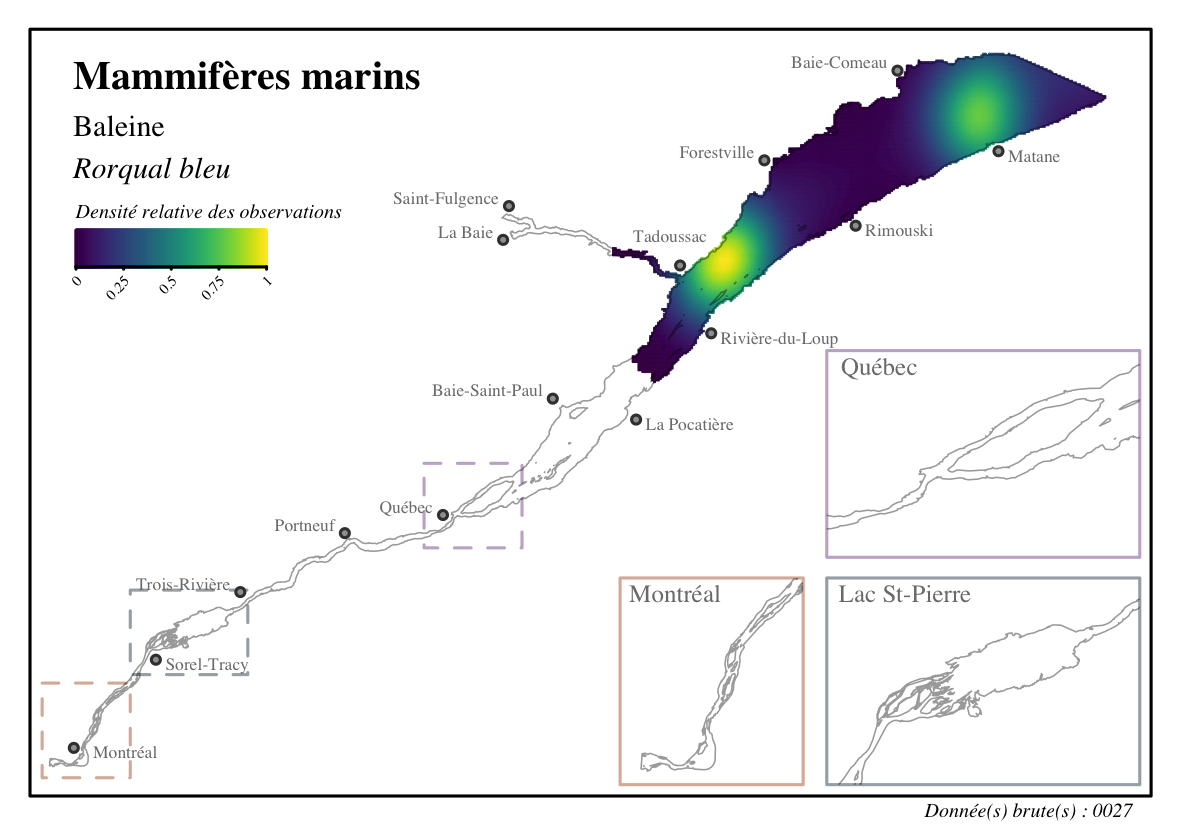 Mammifères marins
Baleine
Rorqual bleu
Densité relative des observations
0 0.25 0.5 0.75 1
Baie-Comeau
Matane
Forestville
Saint-Fulgence
La Baie
Tadoussac
Rimouski
Rivière-du-Loup
Baie-Saint-Paul
La Pocatière
Québec
Portneuf
Trois-Rivière
Sorel-Tracy
Montréal
Québec
Montréal
Lac St-Pierre
Donnée(s) brute(s) : 0027